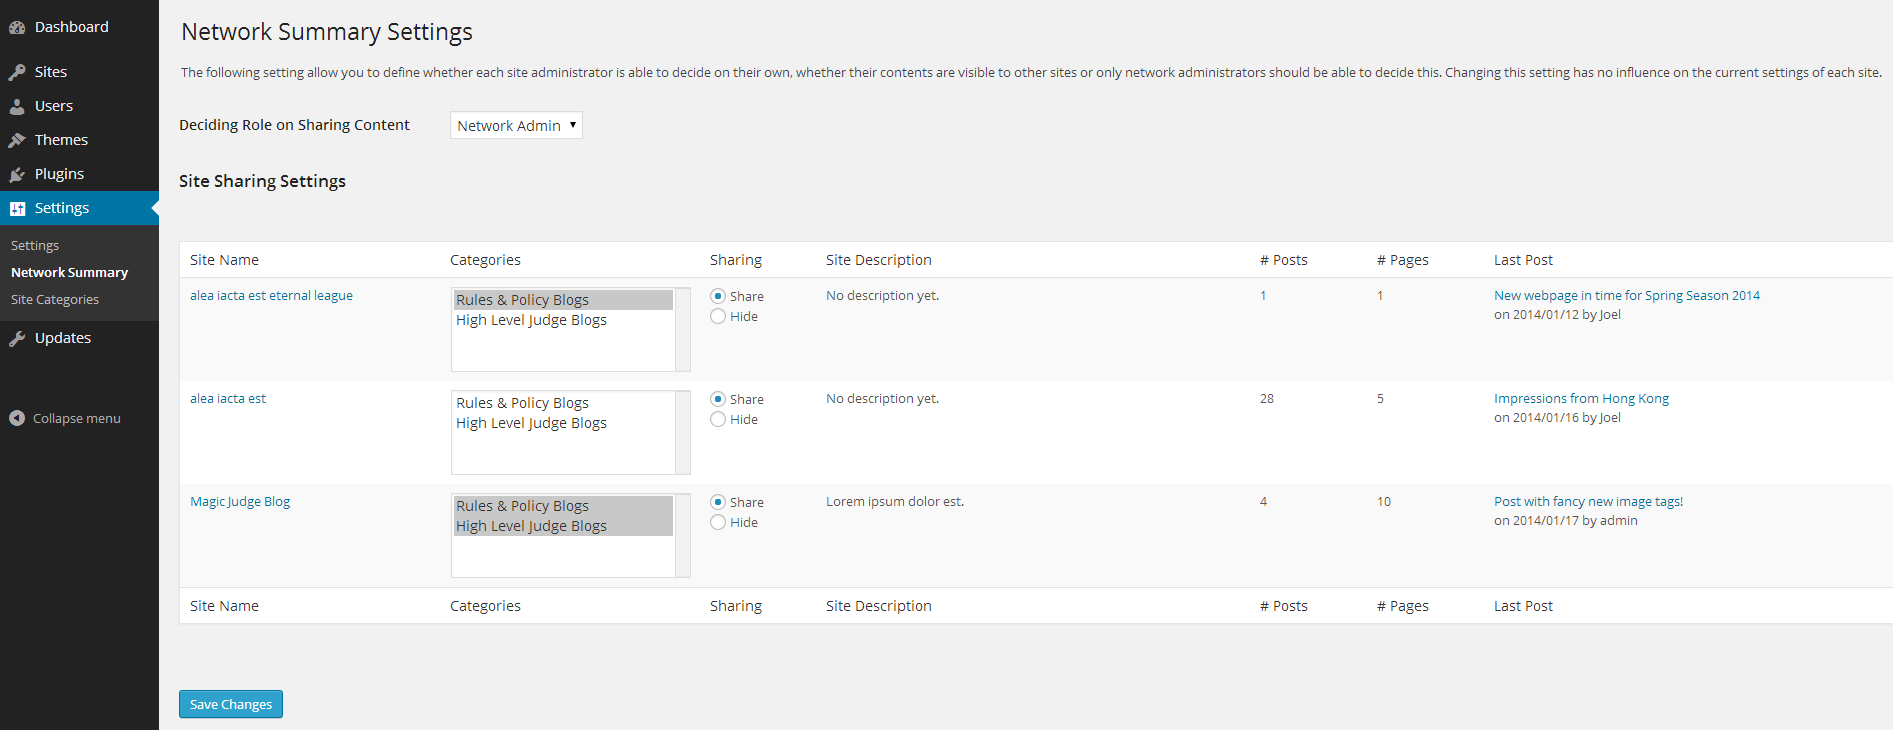 Dashboard
Sites
Users
Themes
Plugins
Settings
Settings
Network Summary
Site Categories
Updates
Collapse menu
Network Summary Settings
The following setting allow you to define whether each site administrator is able to decide on their own, whether their contents are visible to other sites or only network administrators should be able to decide this. Changing this setting has no influence on the current settings of each site.
Deciding Role on Sharing Content Network Admin
Site Sharing Settings
Site Name Categories Sharing Site Description # Posts # Pages Last Post
alea iacta est eternal league Rules & Policy Blogs Share No description yet. 1 1 New webpage in time for Spring Season 2014
High Level Judge Blogs Hide on 2014/01/12 by Joel
alea iacta est Rules & Policy Blogs Share No description yet. 28 5 Impressions from Hong Kong
High Level Judge Blogs Hide on 2014/01/16 by Joel
Magic Judge Blog Rules & Policy Blogs Share Lorem ipsum dolor est. 4 10 Post with fancy new image tags!
High Level Judge Blogs Hide on 2014/01/17 by admin
Site Name Categories Sharing Site Description # Posts # Pages Last Post
Save Changes